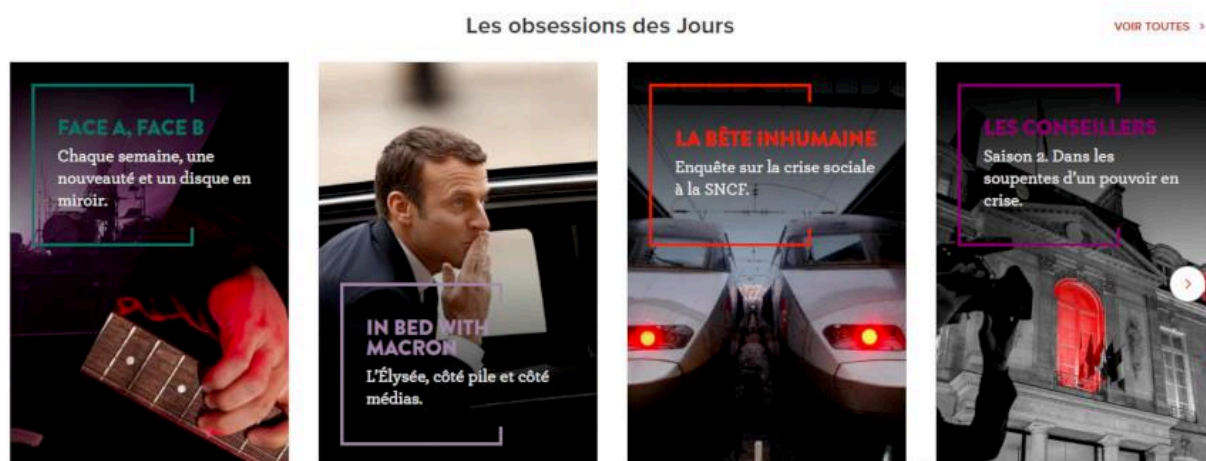 Les obsessions des Jours
VOIR TOUTES >
FACE A, FACE B
Chaque semaine, une
nouveauté et un disque en
miroir.
IN BED WITH
MACRON
L'Élysée, côté pile et côté
médias.
LA BÊTE INHUMAINE
Enquête sur la crise sociale
à la SNCF.
LES CONSEILLERS
Saison 2. Dans les
soupentes d'un pouvoir en
crise.